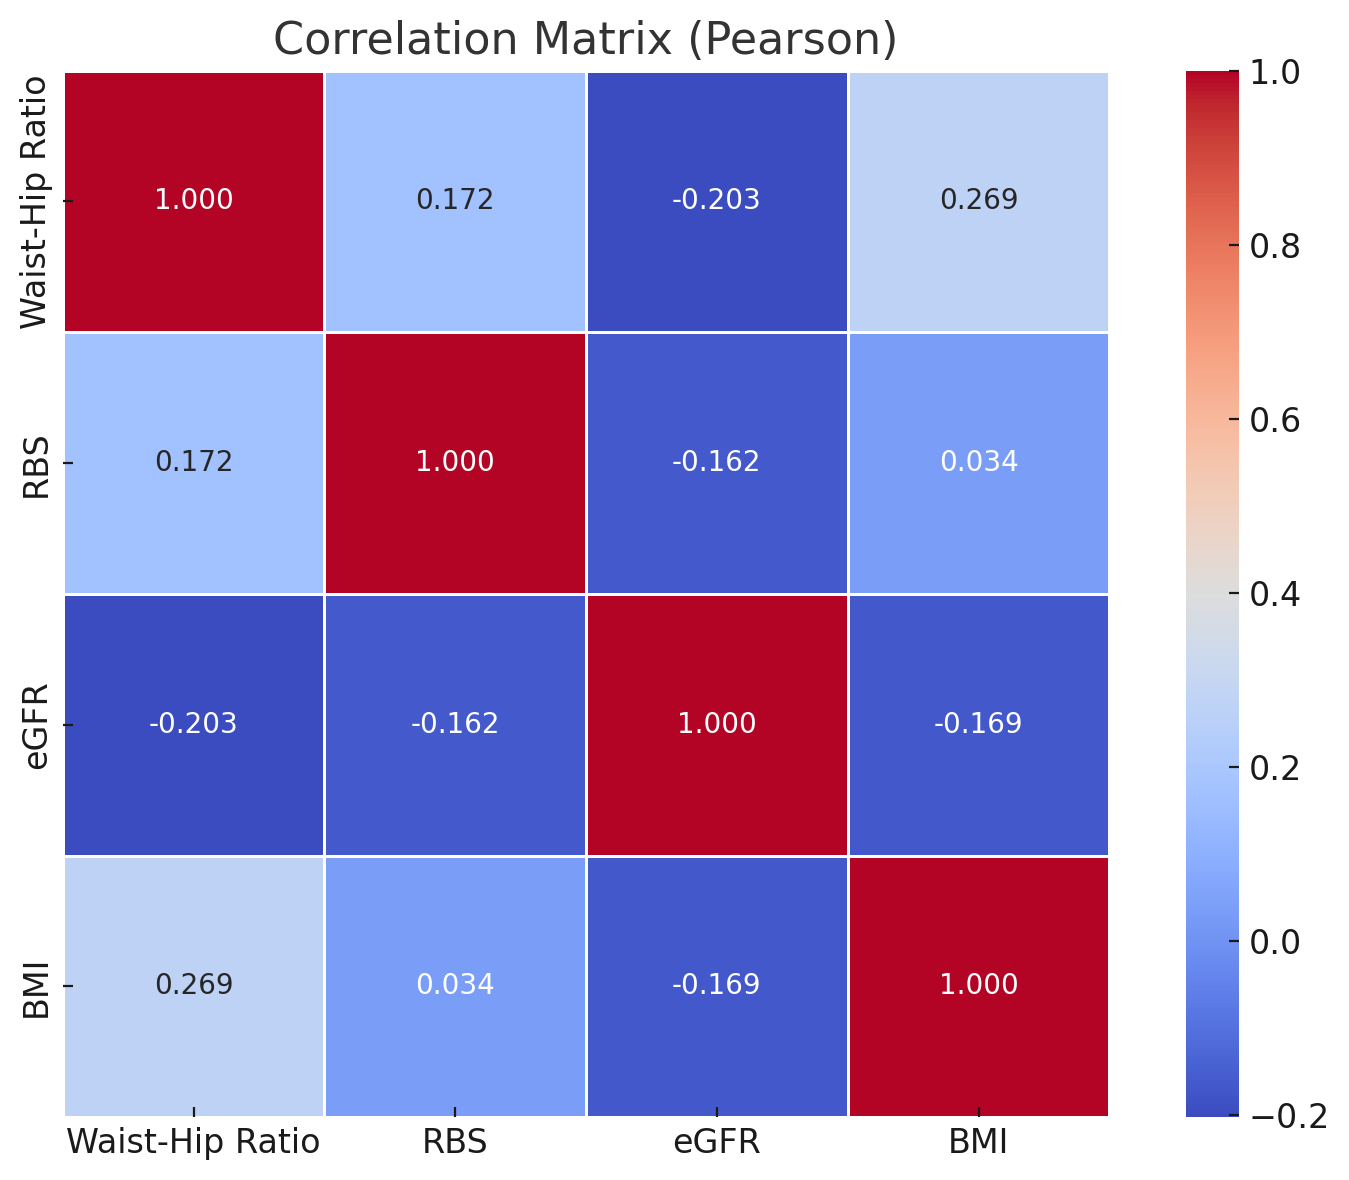 Correlation Matrix (Pearson)
Waist-Hip Ratio
1.000 0.172 -0.203 0.269
RBS
0.172 1.000 -0.162 0.034
eGFR
-0.203 -0.162 1.000 -0.169
BMI
0.269 0.034 -0.169 1.000
Waist-Hip Ratio RBS eGFR BMI
1.0
0.8
0.6
0.4
0.2
0.0
−0.2